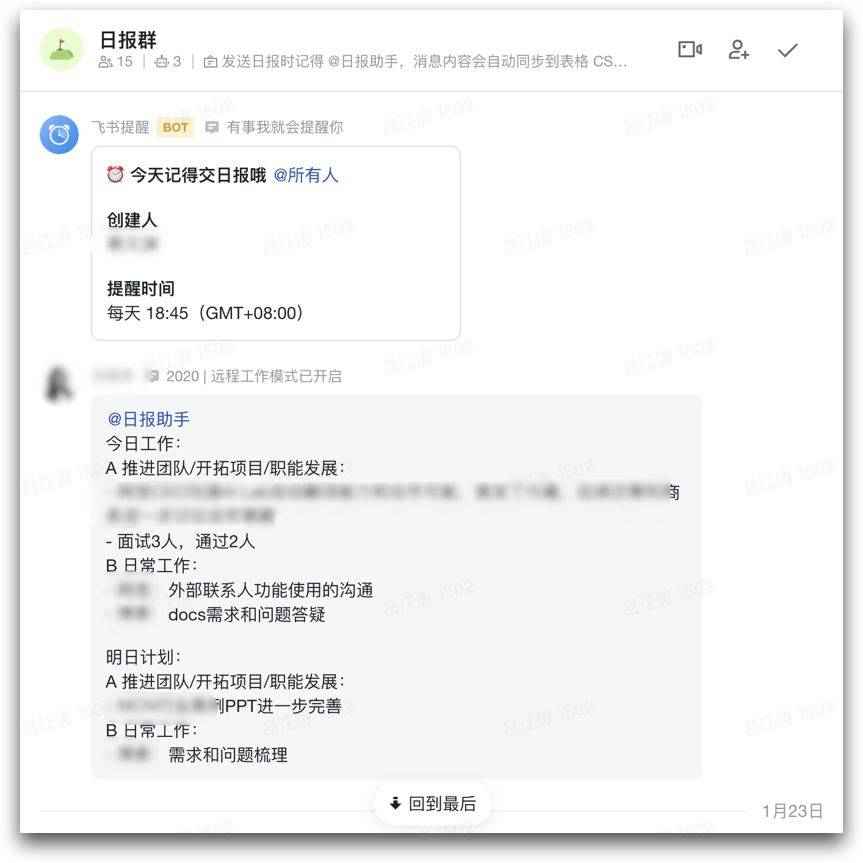 日报群
15 | 3 | 发送日报时记得 @日报助手，消息内容会自动同步到表格 CS...
飞书提醒 BOT 有事我就会提醒你
今天记得交日报哦 @所有人
创建人
提醒时间
每天 18:45（GMT+08:00）
2020 | 远程工作模式已开启
@日报助手
今日工作：
A 推进团队/开拓项目/职能发展：
商
- 面试3人，通过2人
B 日常工作：
外部联系人功能使用的沟通
docs需求和问题答疑
明日计划：
A 推进团队/开拓项目/职能发展：
例PPT进一步完善
B 日常工作：
需求和问题梳理
回到最后
1月23日